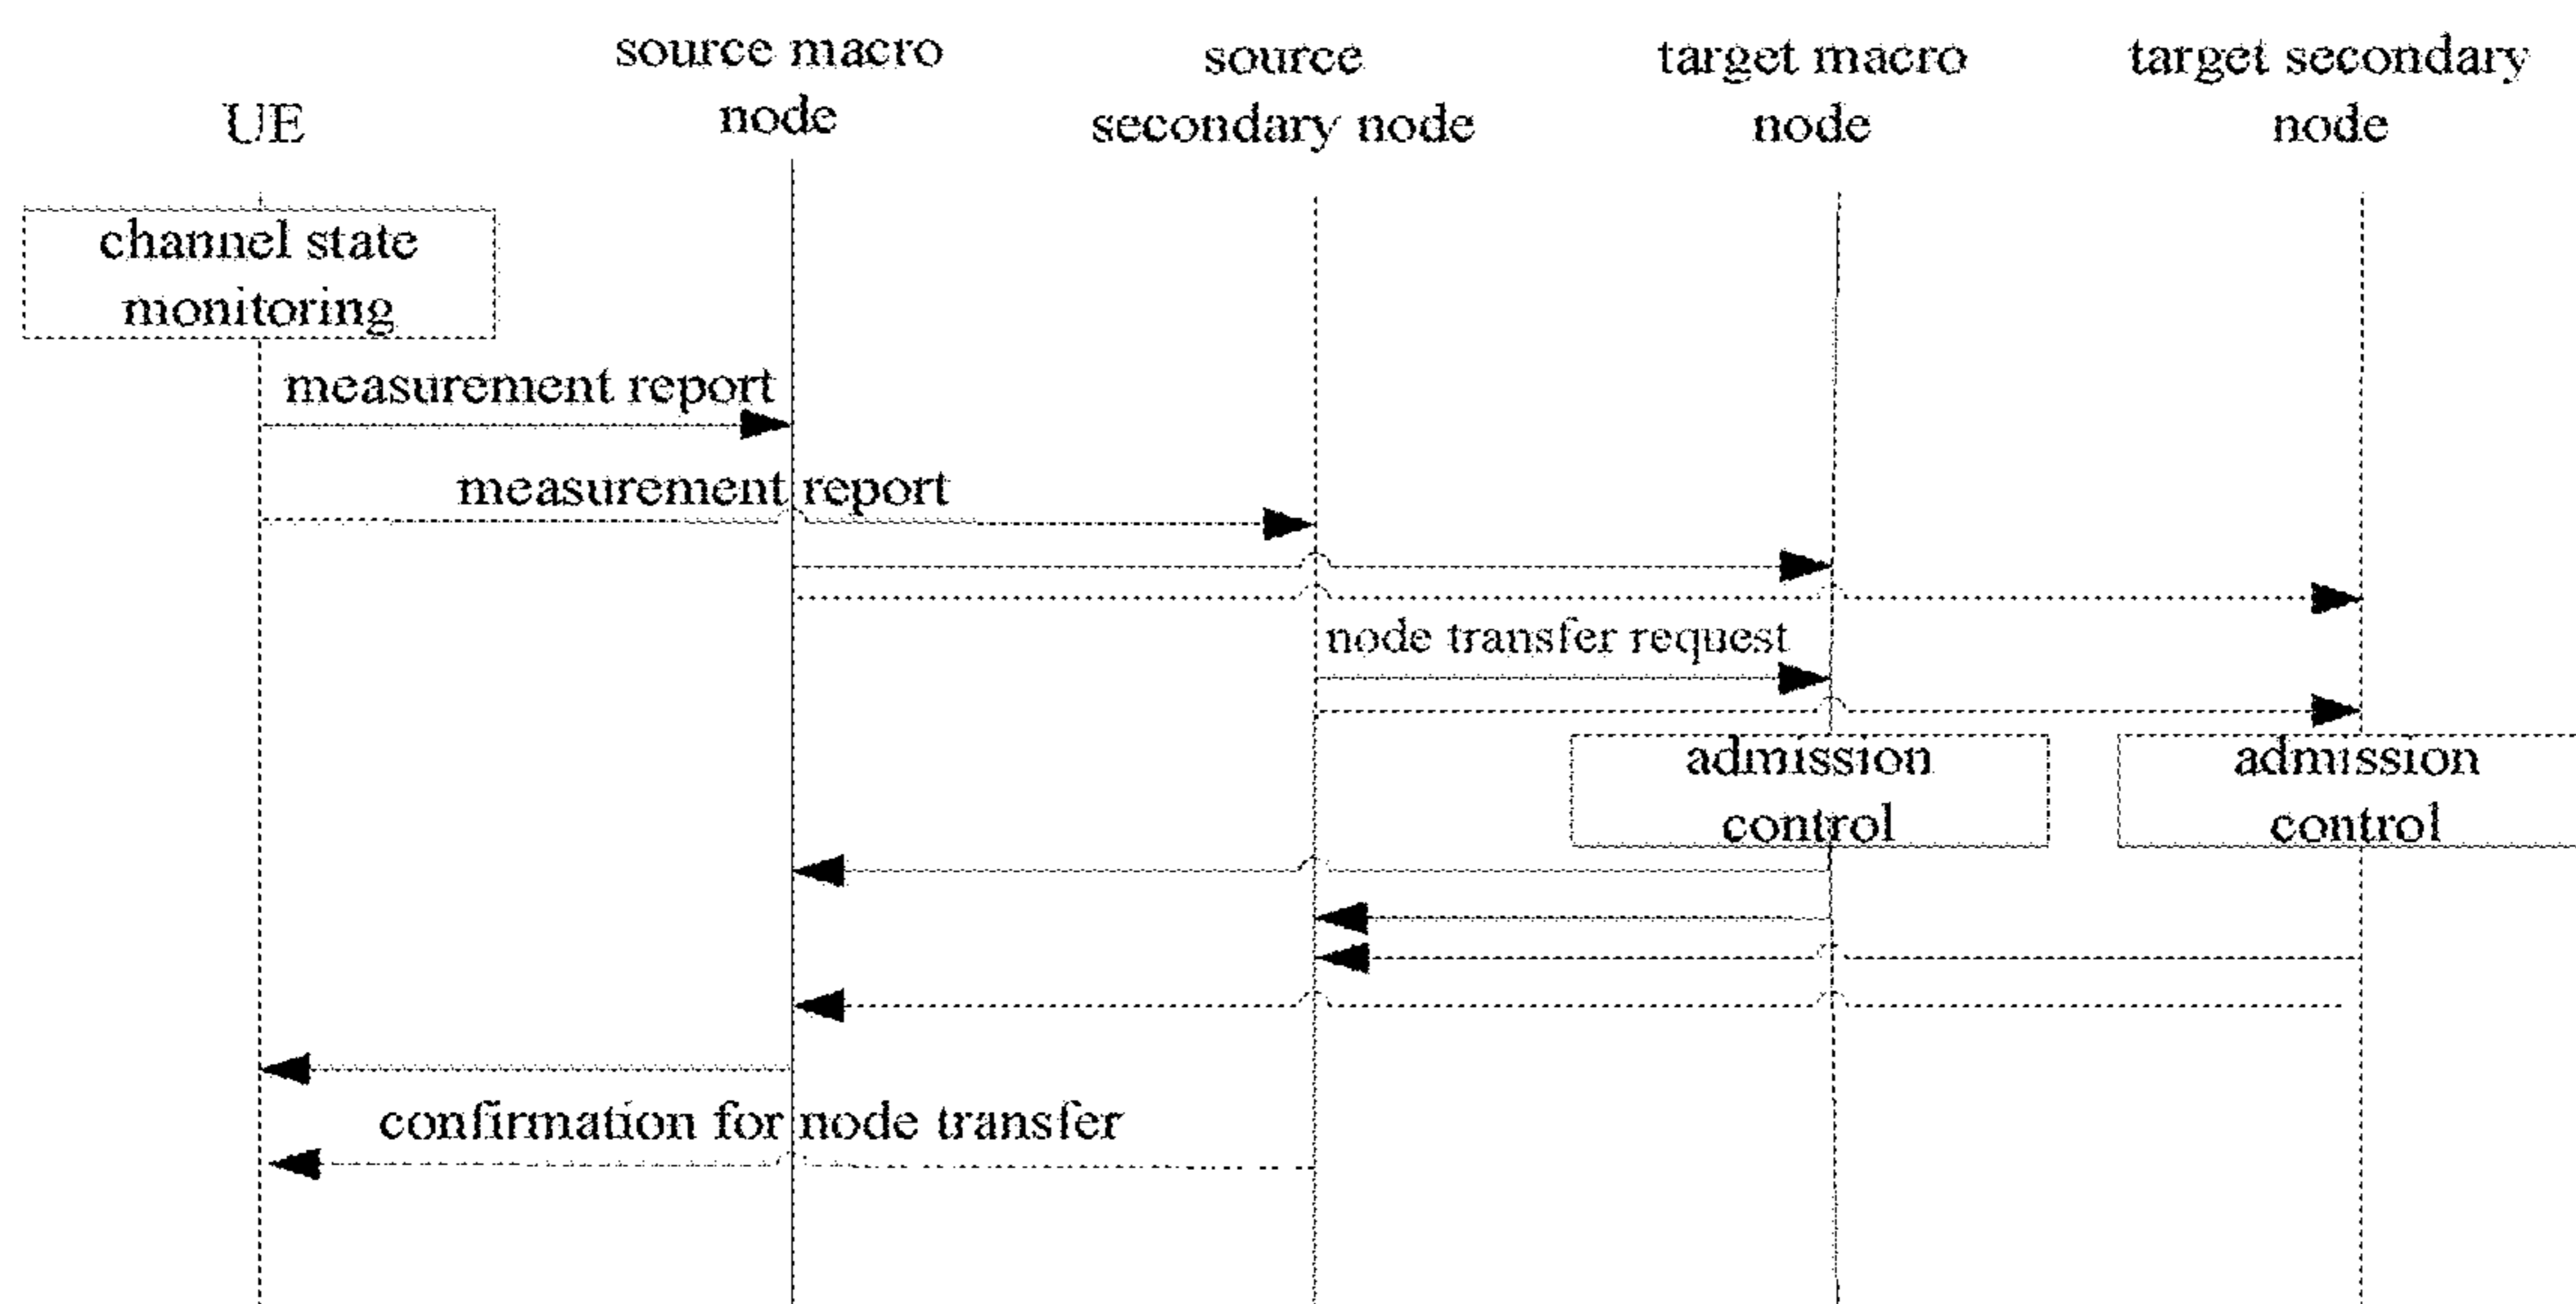 UE
source macro
node
source
secondary node
target macro
node
target secondary
node
channel state
monitoring
measurement report
measurement report
node transfer request
admission
control
admission
control
confirmation for node transfer